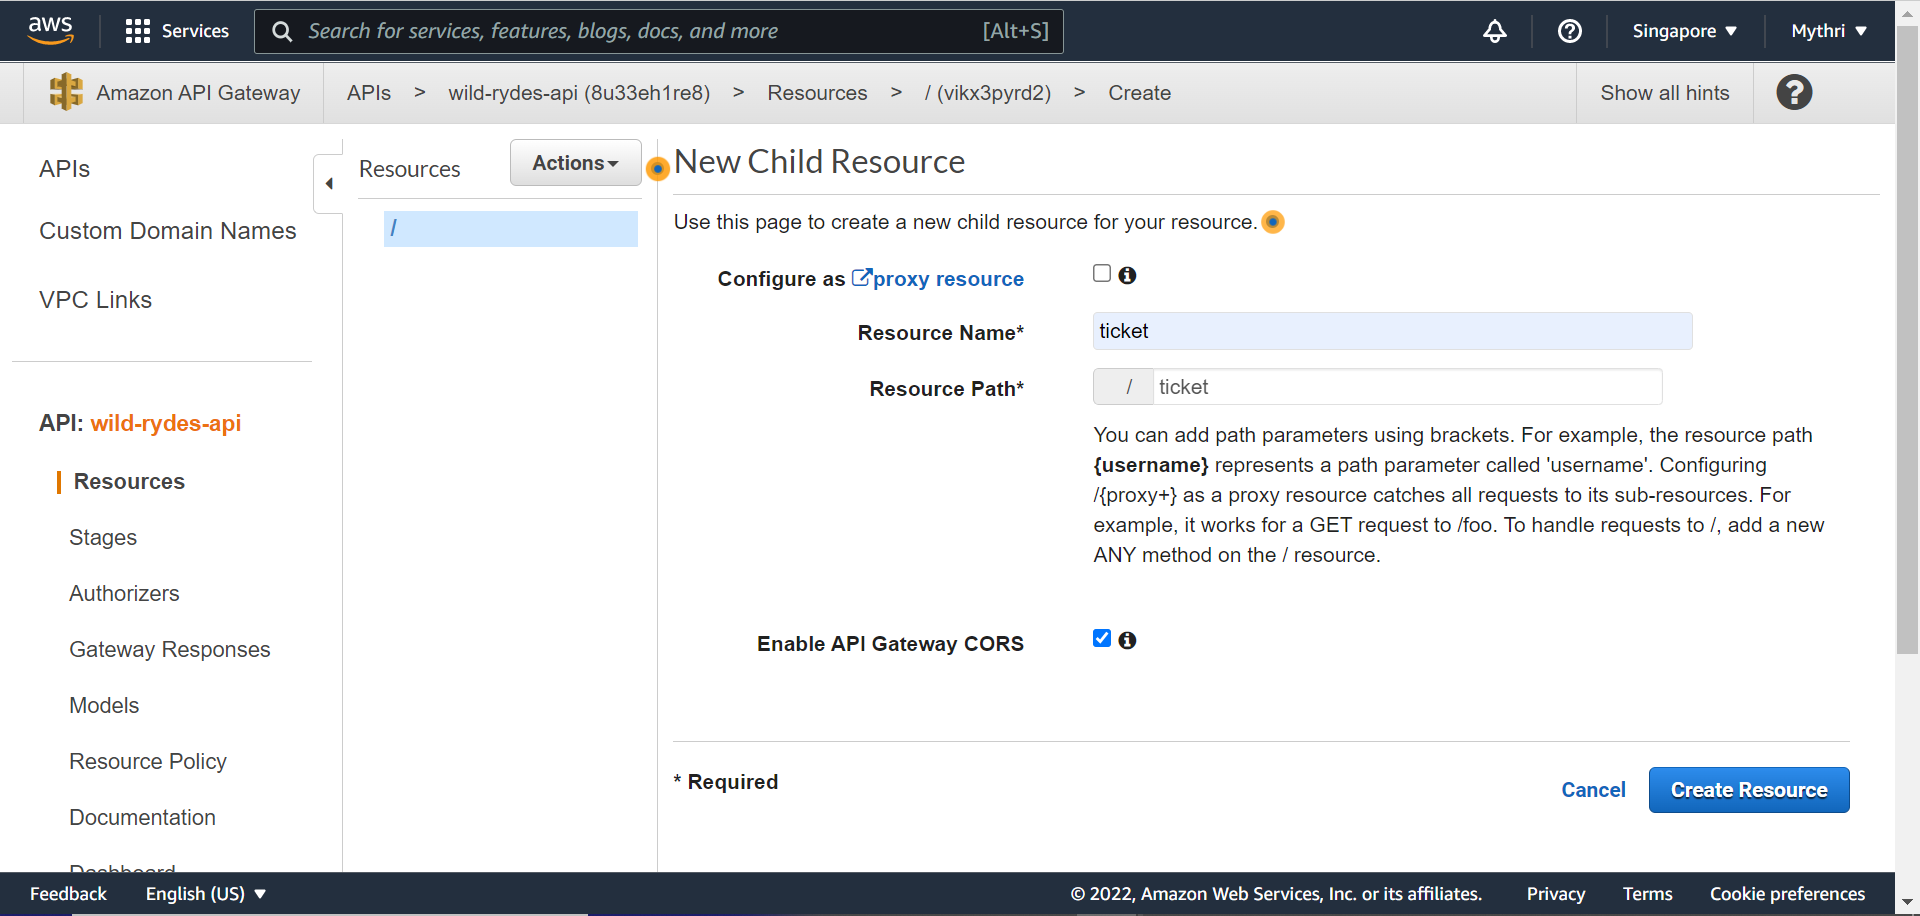 aws Services Search for services, features, blogs, docs, and more [Alt+S] Singapore ▼ Mythri ▼
Amazon API Gateway APIs > wild-rydes-api (8u33eh1re8) > Resources > / (vikx3pyrd2) > Create Show all hints ?
APIs
Custom Domain Names
VPC Links
API: wild-rydes-api
Resources
Stages
Authorizers
Gateway Responses
Models
Resource Policy
Documentation
Dashboard
Resources Actions
/
New Child Resource
Use this page to create a new child resource for your resource.
Configure as proxy resource
Resource Name* ticket
Resource Path* / ticket
You can add path parameters using brackets. For example, the resource path
{username} represents a path parameter called 'username'. Configuring
/{proxy+} as a proxy resource catches all requests to its sub-resources. For
example, it works for a GET request to /foo. To handle requests to /, add a new
ANY method on the / resource.
Enable API Gateway CORS
* Required Cancel Create Resource
Feedback English (US) ▼ © 2022, Amazon Web Services, Inc. or its affiliates. Privacy Terms Cookie preferences